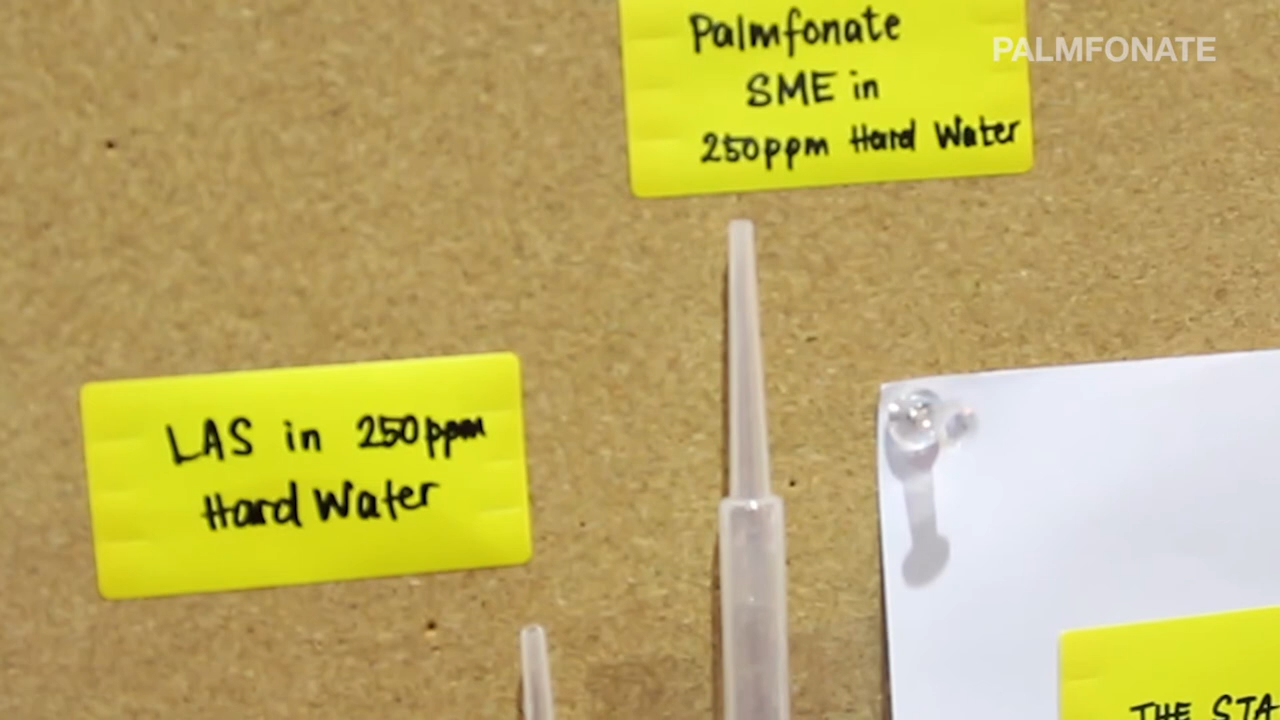 Palmfonate
SME in
250ppm Hard Water
PALMFONATE
LAS in 250ppm
Hard Water
THE STA